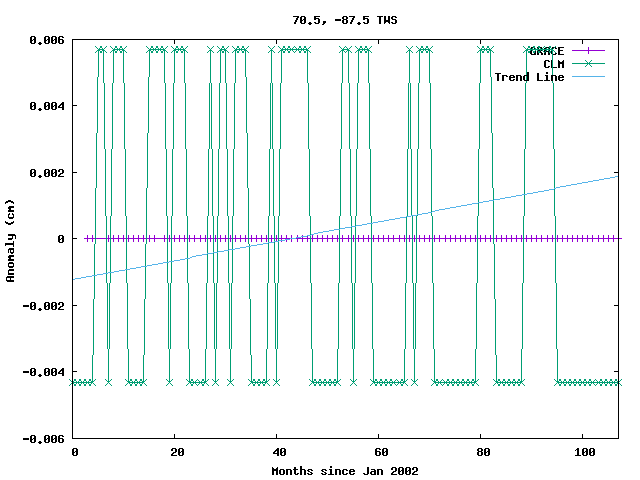 70.5, -87.5 TWS
0.006
0.004
0.002
0
-0.002
-0.004
-0.006
Anomaly (cm)
GRACE
CLM
Trend Line
0 20 40 60 80 100
Months since Jan 2002